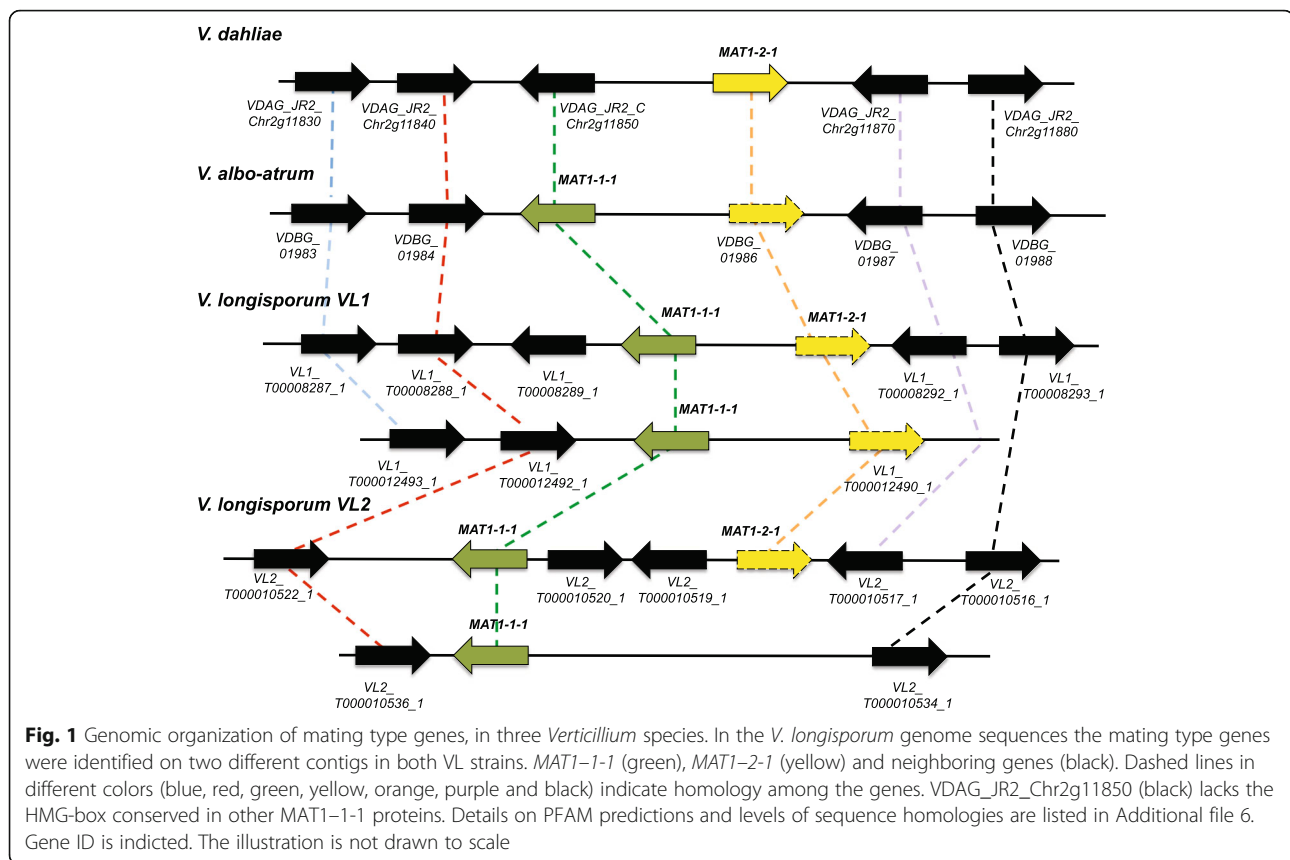 V. dahliae
MAT1-2-1
VDAG_JR2_
Chr2g11830
VDAG_JR2_
Chr2g11840
VDAG_JR2_C
Chr2g11850
VDAG_JR2_
Chr2g11870
VDAG_JR2_
Chr2g11880
V. albo-atrum
MAT1-1-1
VDBG_
01983
VDBG_
01984
VDBG_
01986
VDBG_
01987
VDBG_
01988
V. longisporum VL1
MAT1-1-1
MAT1-2-1
VL1_
T00008287_1
VL1_
T00008288_1
VL1_
T00008289_1
VL1_
T00008292_1
VL1_
T00008293_1
MAT1-1-1
VL1_
T000012493_1
VL1_
T000012492_1
VL1_
T000012490_1
V. longisporum VL2
MAT1-1-1
MAT1-2-1
VL2_
T000010522_1
VL2_
T000010520_1
VL2_
T000010519_1
VL2_
T000010517_1
VL2_
T000010516_1
MAT1-1-1
VL2_
T000010536_1
VL2_
T000010534_1
Fig. 1 Genomic organization of mating type genes, in three Verticillium species. In the V. longisporum genome sequences the mating type genes
were identified on two different contigs in both VL strains. MAT1–1-1 (green), MAT1–2-1 (yellow) and neighboring genes (black). Dashed lines in
different colors (blue, red, green, yellow, orange, purple and black) indicate homology among the genes. VDAG_JR2_Chr2g11850 (black) lacks the
HMG-box conserved in other MAT1–1-1 proteins. Details on PFAM predictions and levels of sequence homologies are listed in Additional file 6.
Gene ID is indicted. The illustration is not drawn to scale